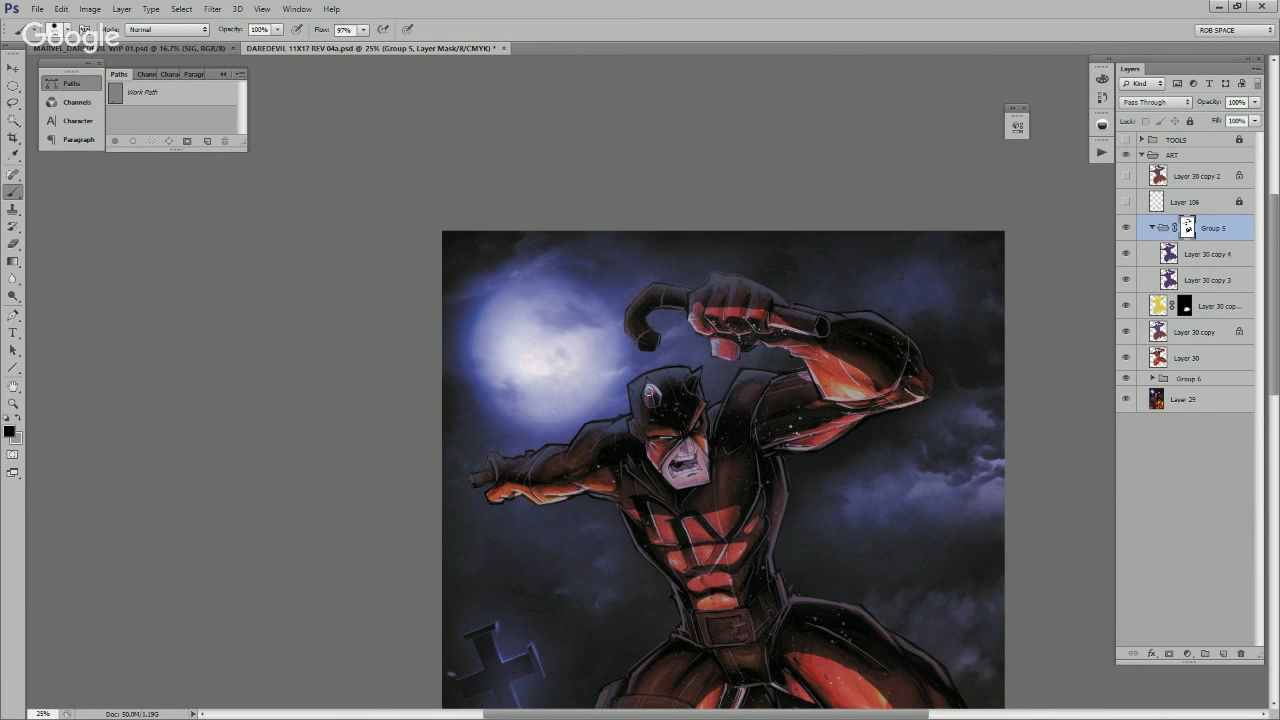 Ps File Edit Image Layer Type Select Filter 3D View Window Help
Google
Mode: Normal Opacity: 100% Flow: 97% ROB SPACE
MARVEL_DAREDEVIL WIP 01.psd @ 16.7% (SIG, RGB/8) × DAREDEVIL 11X17 REV 04a.psd @ 25% (Group 5, Layer Mask/8/CMYK) * ×
Paths
Channels
Character
Paragraph
Paths Chann Chara Paragr
Work Path
Layers
Kind
Pass Through Opacity: 100%
Lock: Fill: 100%
TOOLS
ART
Layer 30 copy 2
Layer 106
Group 5
Layer 30 copy 4
Layer 30 copy 3
Layer 30 cop...
Layer 30 copy
Layer 30
Group 6
Layer 29
25% Doc: 50.0M/1.19G